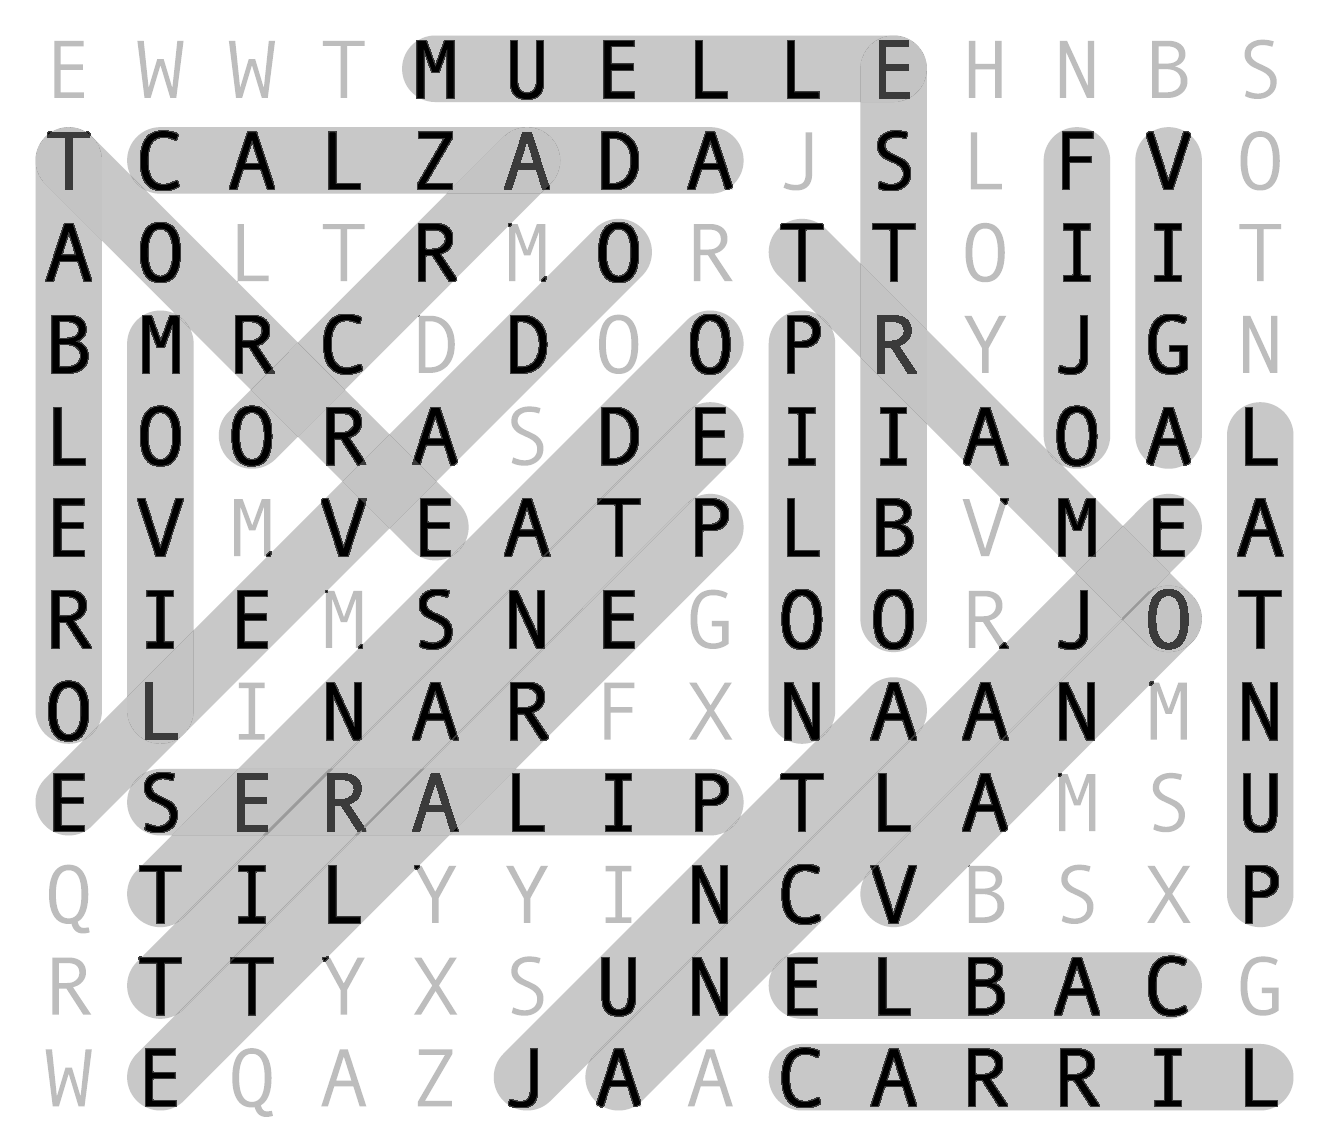 E W W T M U E L L E H N B S
T C A L Z A D A J S L F V O
A O L T R M O R T T O I I T
B M R C D D O O P R Y J G N
L O O R A S D E I I A O A L
E V M V E A T P L B V M E A
R I E M S N E G O O R J O T
O L I N A R F X N A A N M N
E S E R A L I P T L A M S U
Q T I L Y Y I N C V B S X P
R T T Y X S U N E L B A C G
W E Q A Z J A A C A R R I L